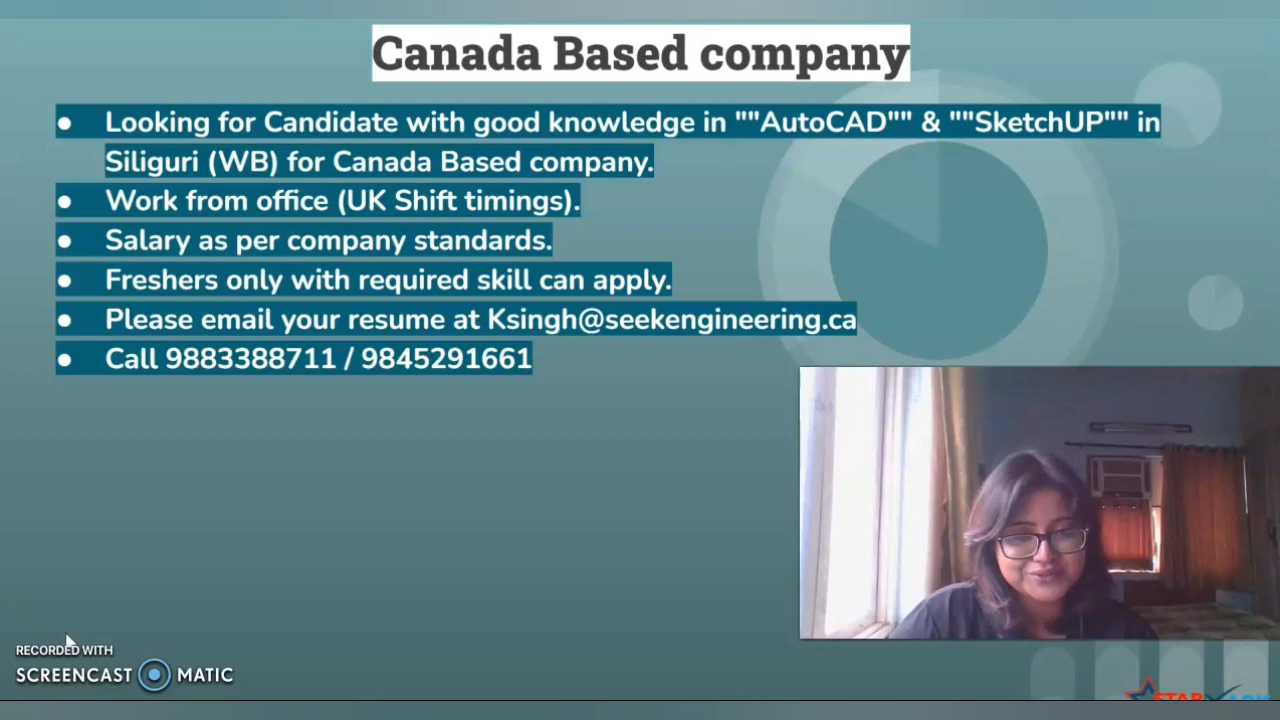 Canada Based company
● Looking for Candidate with good knowledge in ""AutoCAD"" & ""SketchUP"" in
Siliguri (WB) for Canada Based company.
● Work from office (UK Shift timings).
● Salary as per company standards.
● Freshers only with required skill can apply.
● Please email your resume at Ksingh@seekengineering.ca
● Call 9883388711 / 9845291661
RECORDED WITH
SCREENCAST MATIC